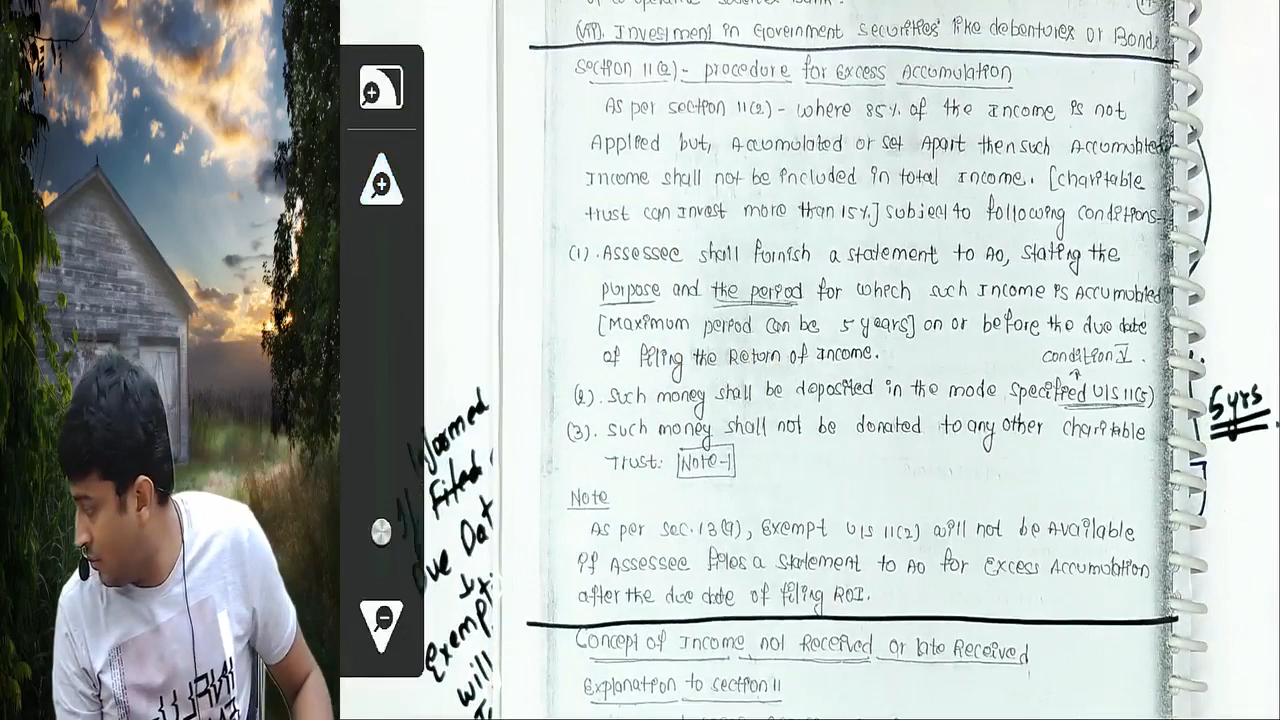 (VIII). Investment in Government securities like debentures or Bond
Section 11(2) - procedure for Excess Accumulation
As per section 11(2) - where 85% of the Income is not
Applied but, Accumulated or set Apart then such Accumulated
Income shall not be included in total Income. [charitable
trust can Invest more than 15%] subject to following conditions-
(1). Assessee shall furnish a statement to AO, stating the
purpose and the period for which such Income is Accumulated
[Maximum period can be 5 years] on or before the due date
of filing the Return of Income.
condition V.
(2). Such money shall be deposited in the mode specified U/S 11(5)
5yrs
(3). Such money shall not be donated to any other charitable
Trust. Note-1
Note
As per sec.13(9), Exempt U/S 11(2) will not be Available
if Assessee files a statement to AO for Excess Accumulation
after the due date of filing ROI.
Concept of Income not Received or late Received
Explanation to section 11
If
Filed
Due Dat
Exempt
will